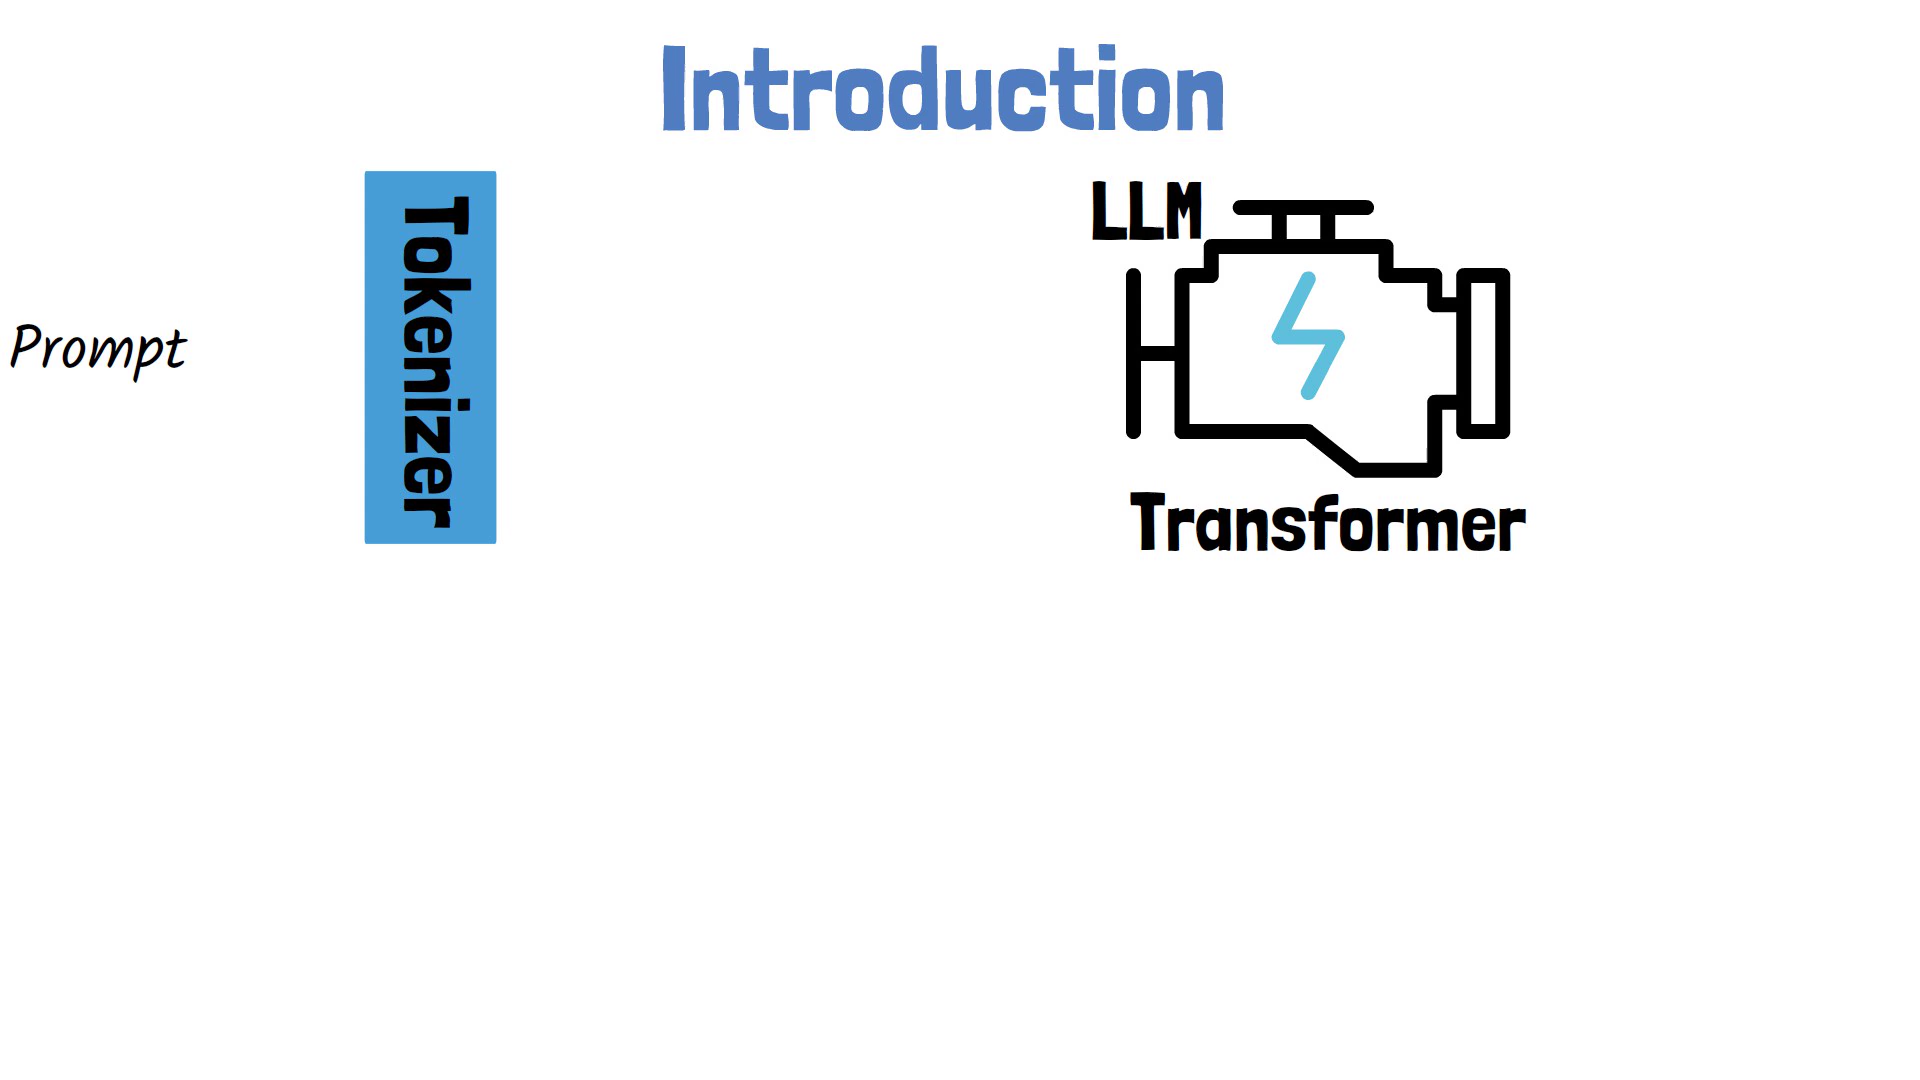 Introduction
Prompt
Tokenizer
LLM
Transformer